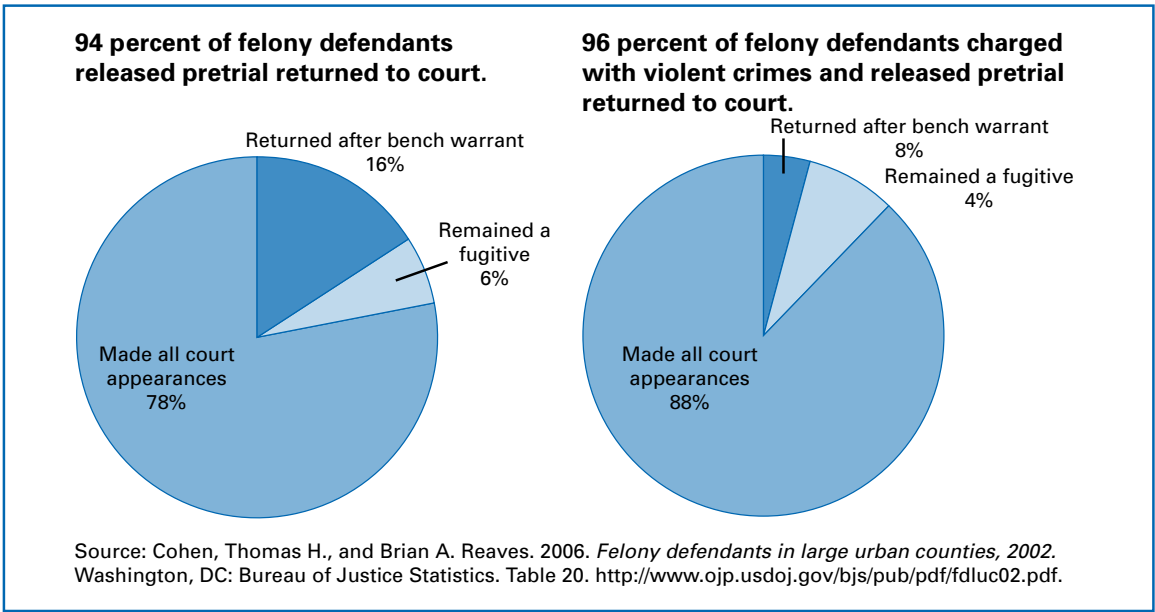 94 percent of felony defendants
released pretrial returned to court.
Returned after bench warrant
16%
Remained a
fugitive
6%
Made all court
appearances
78%
96 percent of felony defendants charged
with violent crimes and released pretrial
returned to court.
Returned after bench warrant
8%
Remained a fugitive
4%
Made all court
appearances
88%
Source: Cohen, Thomas H., and Brian A. Reaves. 2006. Felony defendants in large urban counties, 2002.
Washington, DC: Bureau of Justice Statistics. Table 20. http://www.ojp.usdoj.gov/bjs/pub/pdf/fdluc02.pdf.